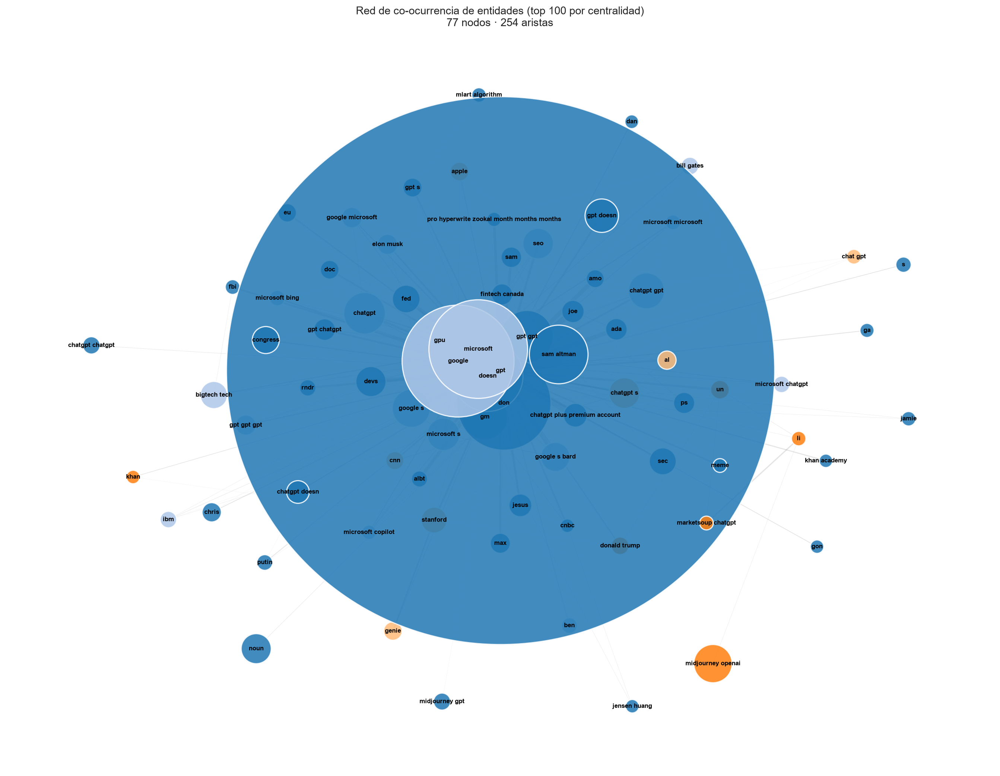 Red de co-ocurrencia de entidades (top 100 por centralidad)
77 nodos · 254 aristas
mlart algorithm
dan
bill gates
apple
gpt s
eu
google microsoft
pro hyperwrite zookal month months months
gpt doesn
microsoft microsoft
elon musk
seo
sam
chat gpt
s
doc
amo
fbi
chatgpt gpt
fintech canada
microsoft bing
fed
joe
chatgpt
gpt chatgpt
ada
ga
gpt gpt
congress
gpu
chatgpt chatgpt
microsoft
sam altman
google
al
gpt
doesn
devs
microsoft chatgpt
rndr
un
chatgpt s
bigtech tech
don
ps
google s
chatgpt plus premium account
gm
jamie
gpt gpt gpt
microsoft s
li
google s bard
cnn
sec
khan academy
meme
khan
albt
chatgpt doesn
jesus
chris
ibm
stanford
marketsoup chatgpt
cnbc
microsoft copilot
max
donald trump
gon
putin
ben
genie
noun
midjourney openai
midjourney gpt
jensen huang